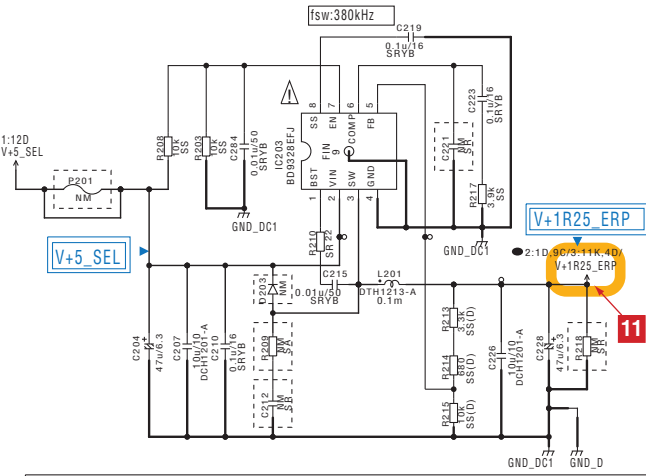 fsw:380kHz
C219
0.1u/16
SRYB
8
7
6
5
SS
EN
COMP
FB
IC203
BD9328EFJ
FIN
9
BST
VIN
SW
GND
1
2
3
4
1:12D
V+5_SEL
P201
NM
R208
10k
SS
R203
10k
SS
C284
0.01u/50
SRYB
GND_DC1
C221
NM
C223
0.1u/16
SRYB
R217
3.9k
SS
GND_DC1
V+1R25_ERP
2:1D,9C/3:11K,4D/
V+1R25_ERP
11
V+5_SEL
R210
22
SR
C215
0.01u/50
SRYB
L201
DTH1213-A
0.1m
D203
NM
C204
47u/6.3
C207
10u/10
DCH1201-A
C210
0.1u/16
SRYB
R209
NM
SA
C212
NM
SB
R213
3.3k
SS(D)
R214
680
SS(D)
R215
10k
SS(D)
C226
10u/10
DCH1201-A
C228
47u/6.3
R218
NM
GND_DC1
GND_D